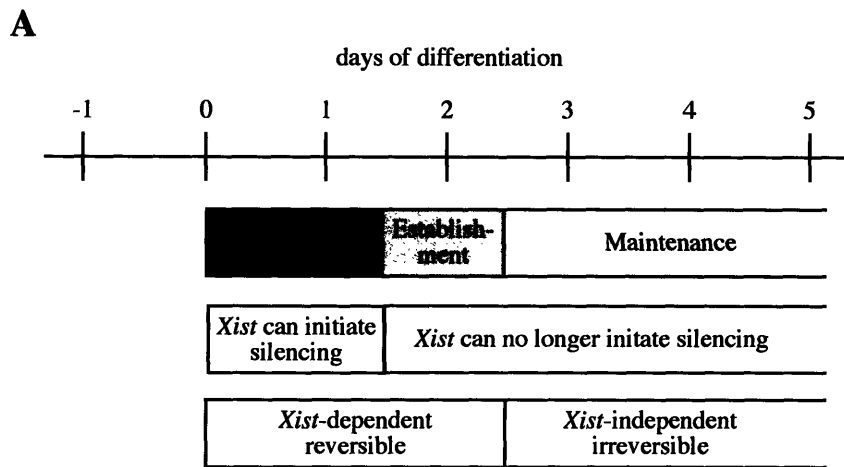 A
days of differentiation
-1 0 1 2 3 4 5
Establish-
ment
Maintenance
Xist can initiate
silencing
Xist can no longer initate silencing
Xist-dependent
reversible
Xist-independent
irreversible